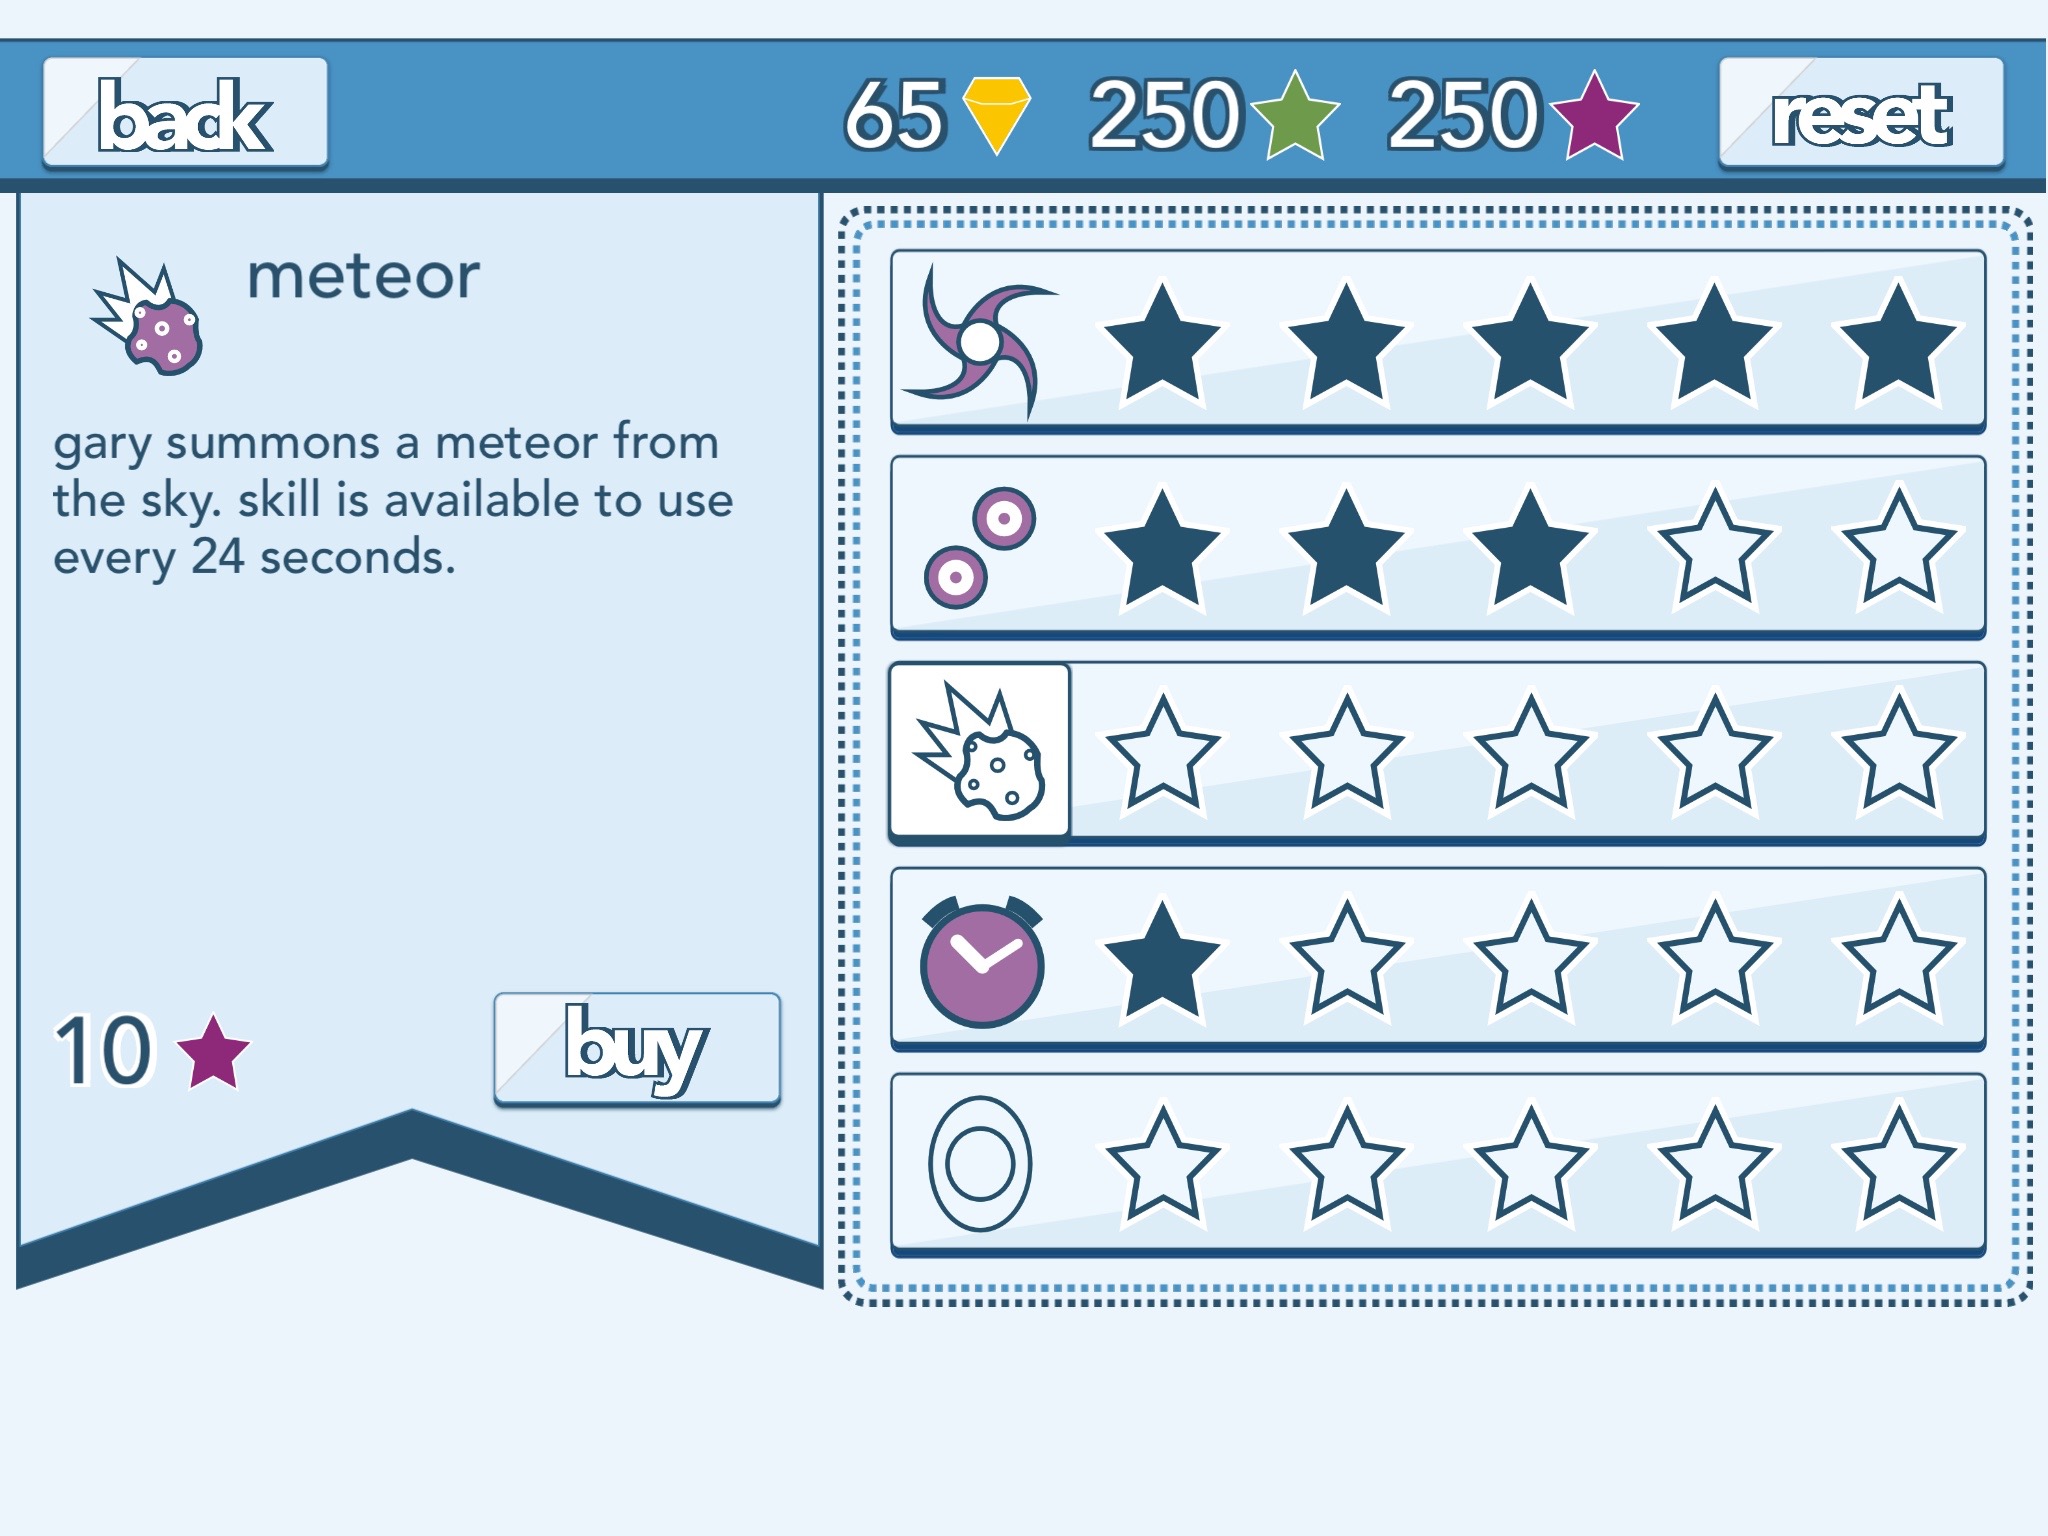 back
65
250
250
reset
meteor
gary summons a meteor from
the sky. skill is available to use
every 24 seconds.
10
buy